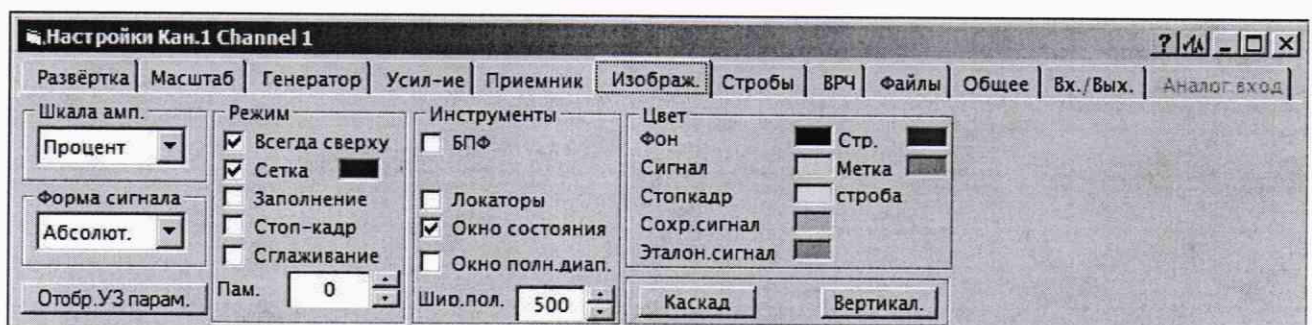 Настройки Кан.1 Channel 1
Развёртка Масштаб Генератор Усил-ие Приемник Изображ. Стробы ВРЧ Файлы Общее Вх./Вых. Аналог.вход
Шкала амп.
Процент
Форма сигнала
Абсолют.
Отобр.УЗ парам.
Режим
Всегда сверху
Сетка
Заполнение
Стоп-кадр
Сглаживание
Пам. 0
Инструменты
БПФ
Локаторы
Окно состояния
Окно полн.диап.
Шир.пол. 500
Цвет
Фон Стр.
Сигнал Метка
Стопкадр строба
Сохр.сигнал
Эталон.сигнал
Каскад Вертикал.